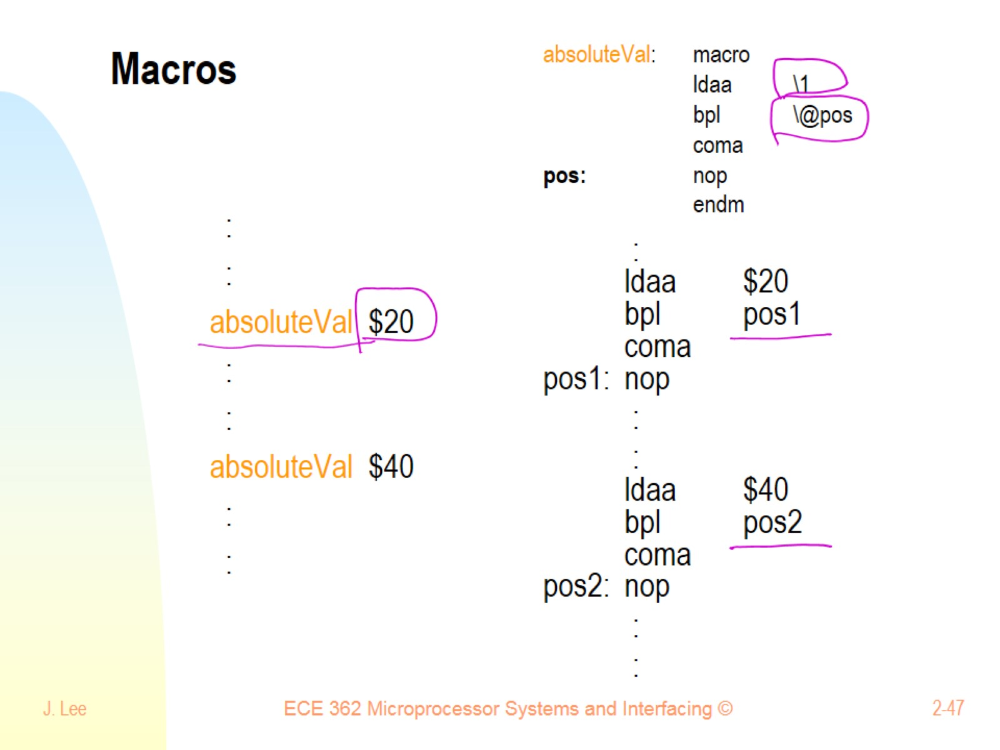 Macros
absoluteVal: macro
ldaa \1
bpl \@pos
coma
pos: nop
endm
:
:
absoluteVal $20
:
:
absoluteVal $40
:
:
:
ldaa $20
bpl pos1
coma
pos1: nop
:
:
ldaa $40
bpl pos2
coma
pos2: nop
:
:
J. Lee ECE 362 Microprocessor Systems and Interfacing © 2-47